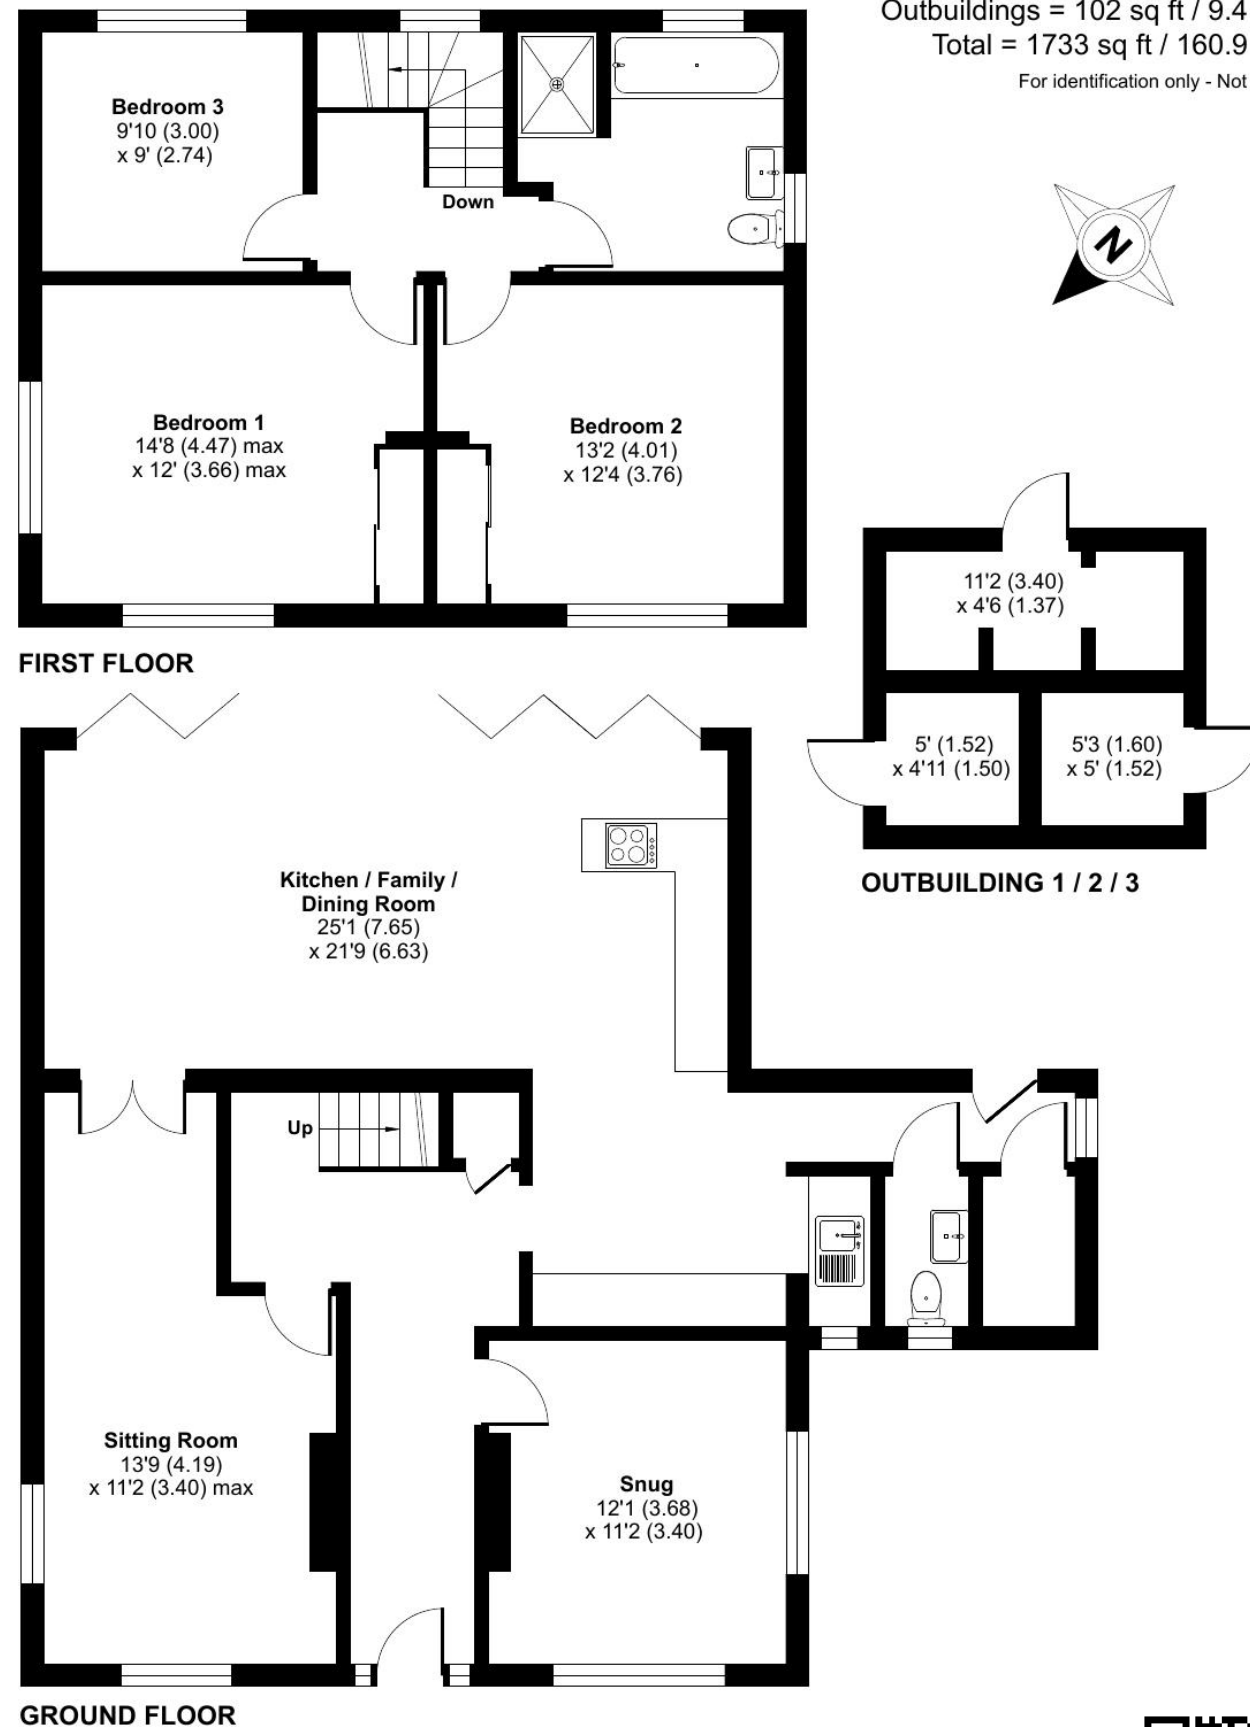 Outbuildings = 102 sq ft / 9.4
Total = 1733 sq ft / 160.9
For identification only - Not
Bedroom 3
9'10 (3.00)
x 9' (2.74)
Down
N
Bedroom 1
14'8 (4.47) max
x 12' (3.66) max
Bedroom 2
13'2 (4.01)
x 12'4 (3.76)
FIRST FLOOR
11'2 (3.40)
x 4'6 (1.37)
5' (1.52)
x 4'11 (1.50)
5'3 (1.60)
x 5' (1.52)
OUTBUILDING 1 / 2 / 3
Kitchen / Family /
Dining Room
25'1 (7.65)
x 21'9 (6.63)
Up
Sitting Room
13'9 (4.19)
x 11'2 (3.40) max
Snug
12'1 (3.68)
x 11'2 (3.40)
GROUND FLOOR